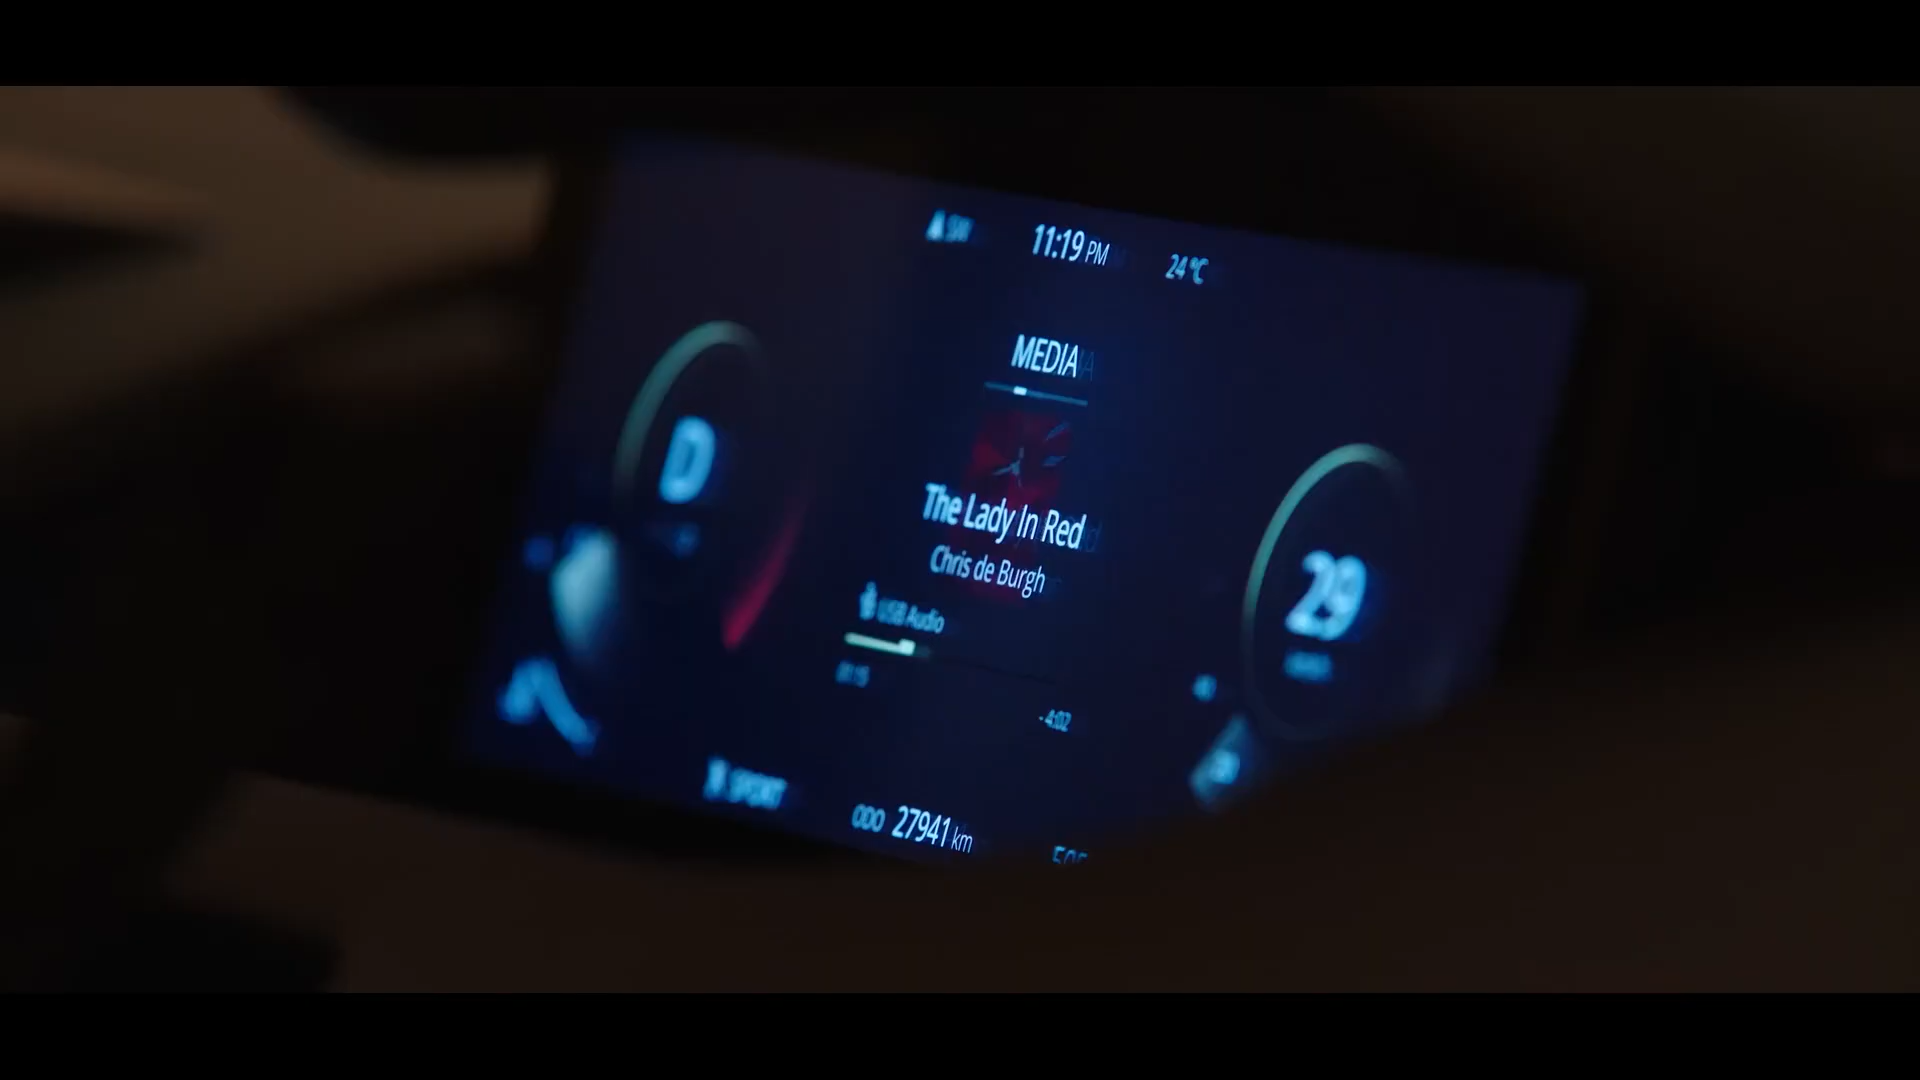 SW
11:19 PM
24 °C
MEDIA
D
The Lady In Red
Chris de Burgh
USB Audio
29
-4:02
SPORT
ODO 27941 km